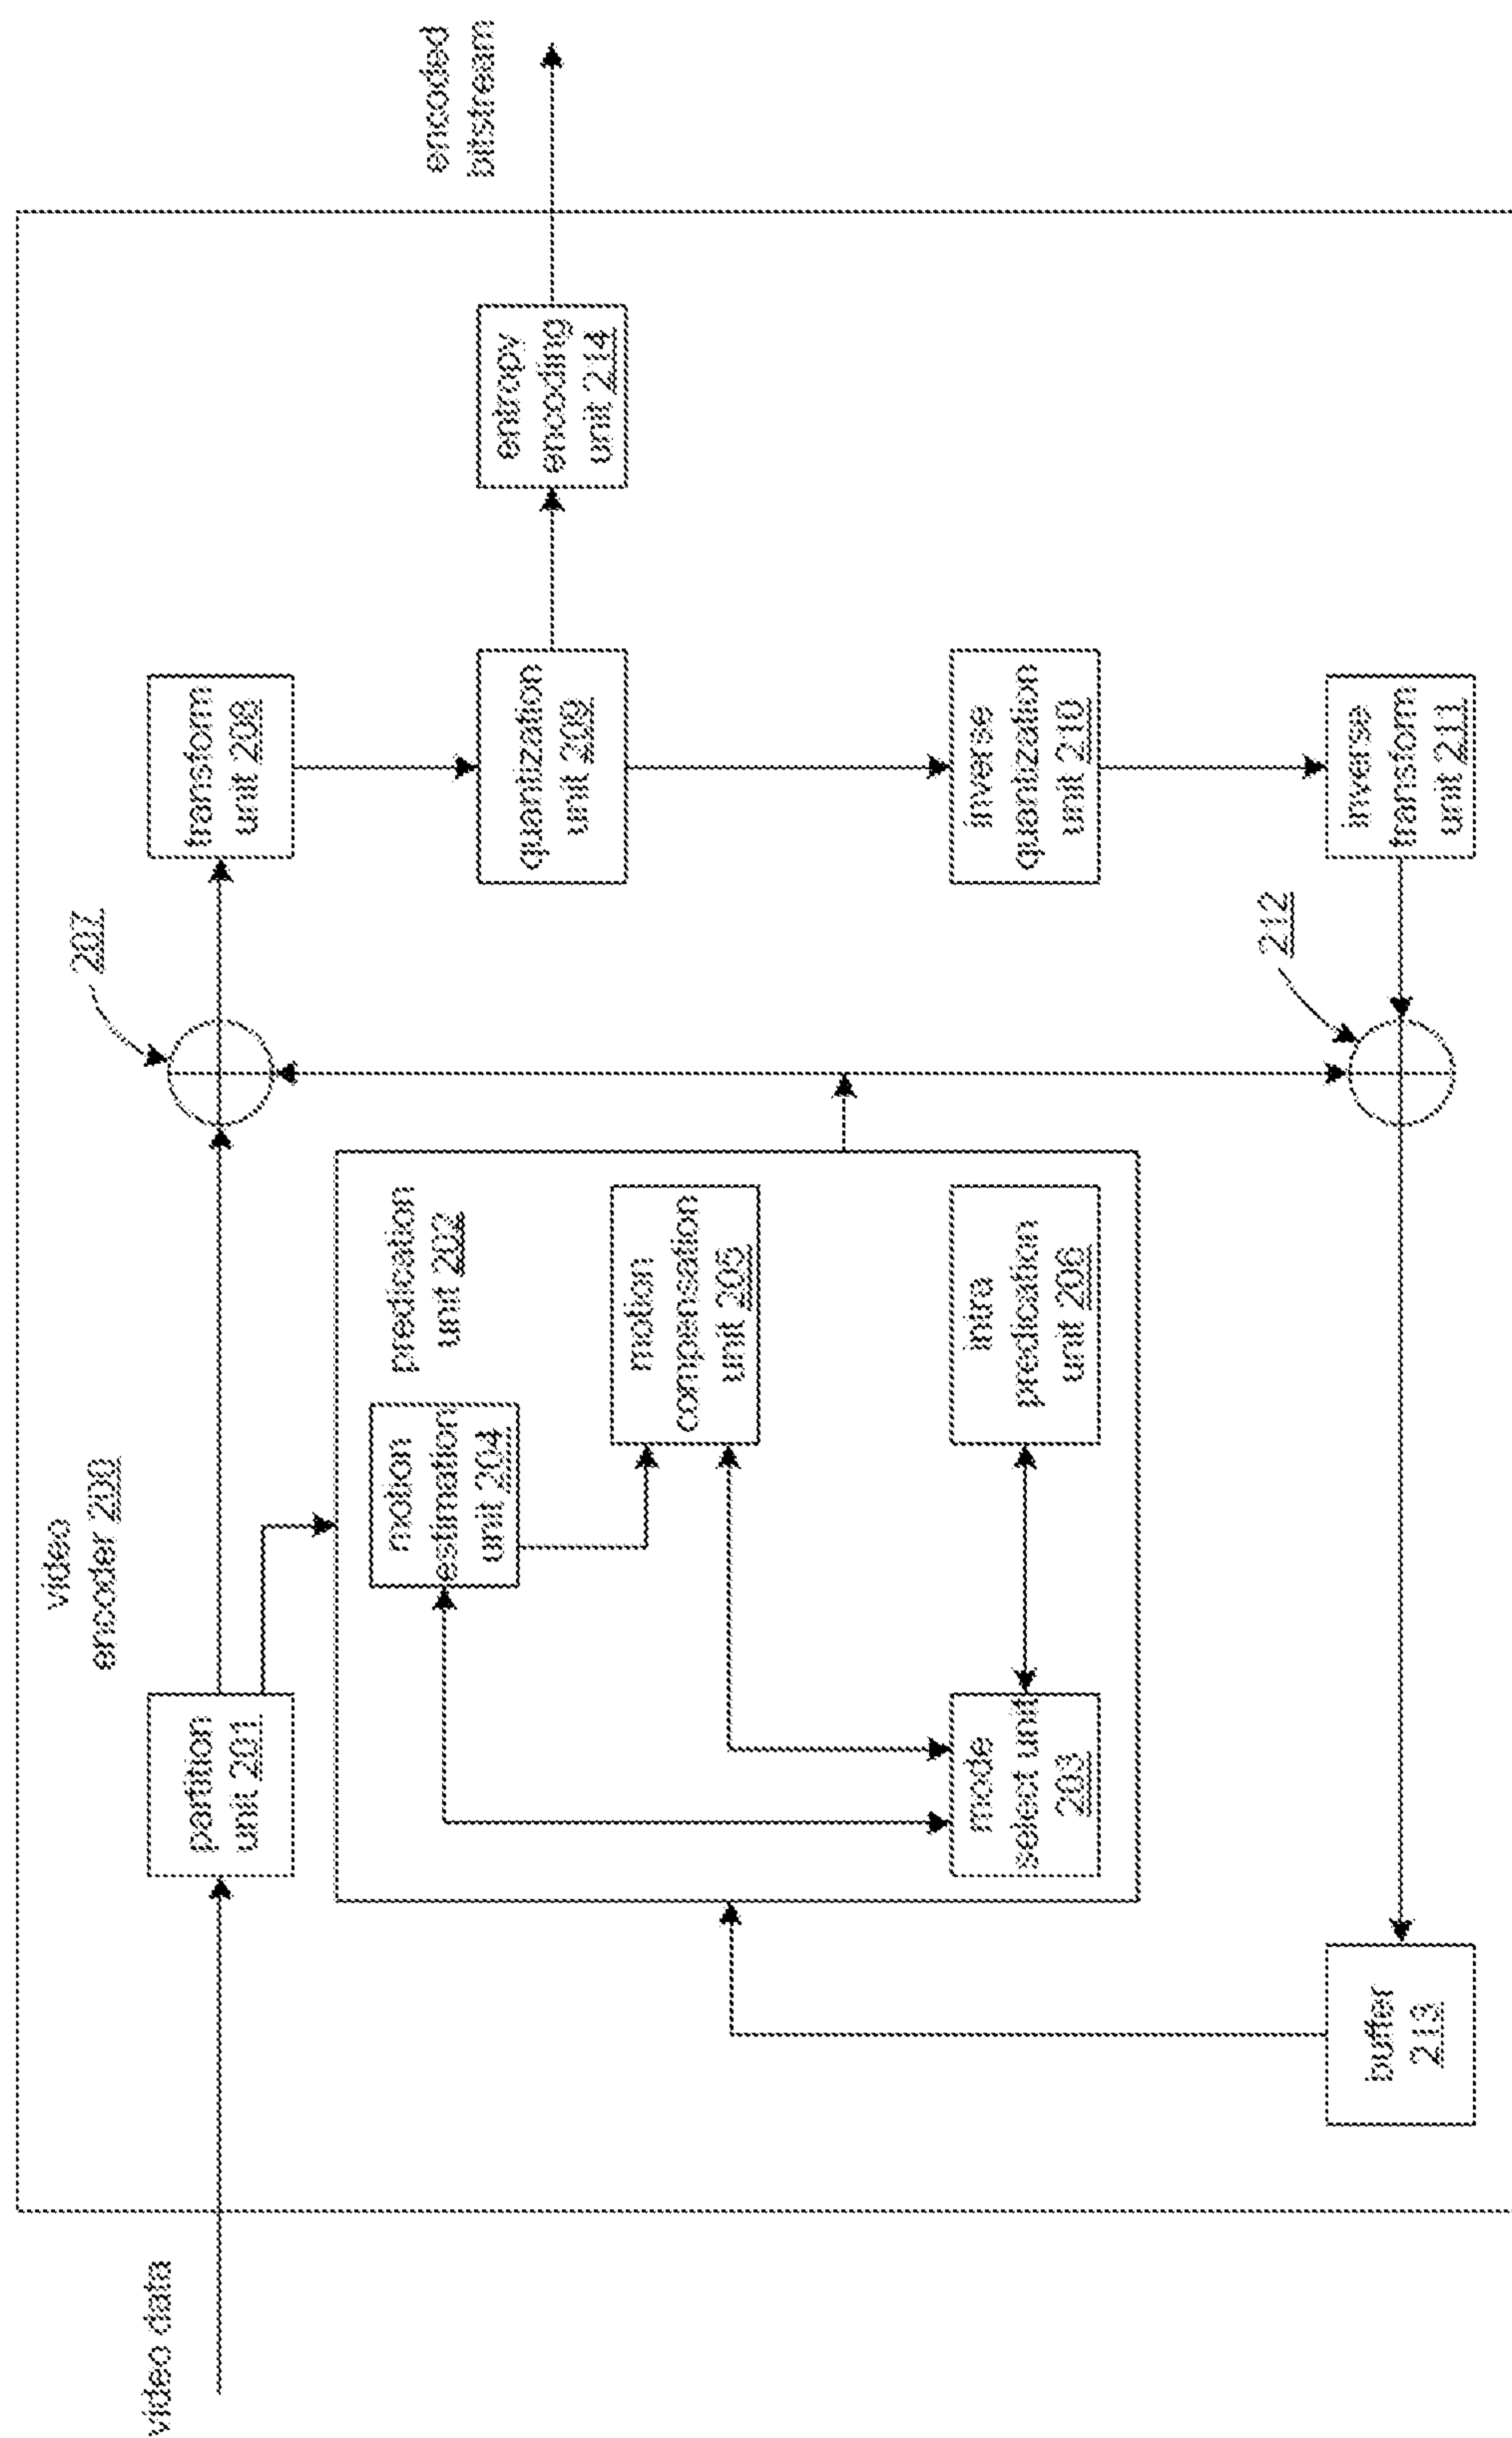 video
encoder 200
video data
partition
unit 201
207
transform
unit 208
predication
unit 202
motion
estimation
unit 204
motion
compensation
unit 205
mode
select unit
203
intra
predication
unit 206
quantization
unit 209
entropy
encoding
unit 214
encoded
bitstream
inverse
quantization
unit 210
212
inverse
transform
unit 211
buffer
213